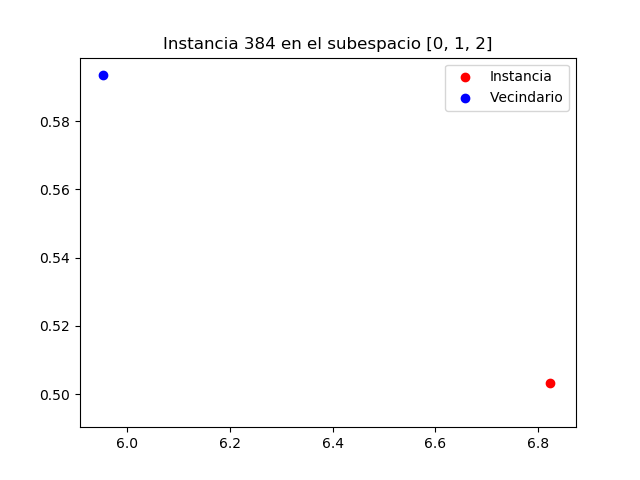 Instancia 384 en el subespacio [0, 1, 2]
Instancia
Vecindario
0.58
0.56
0.54
0.52
0.50
6.0 6.2 6.4 6.6 6.8